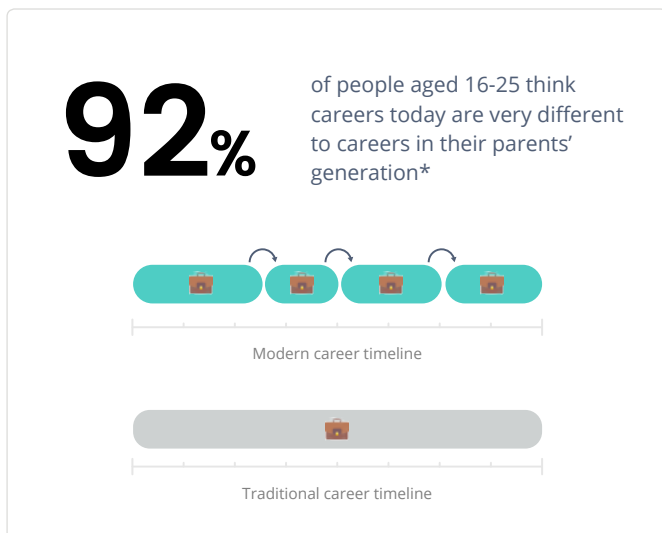 92%
of people aged 16-25 think
careers today are very different
to careers in their parents’
generation*
Modern career timeline
Traditional career timeline